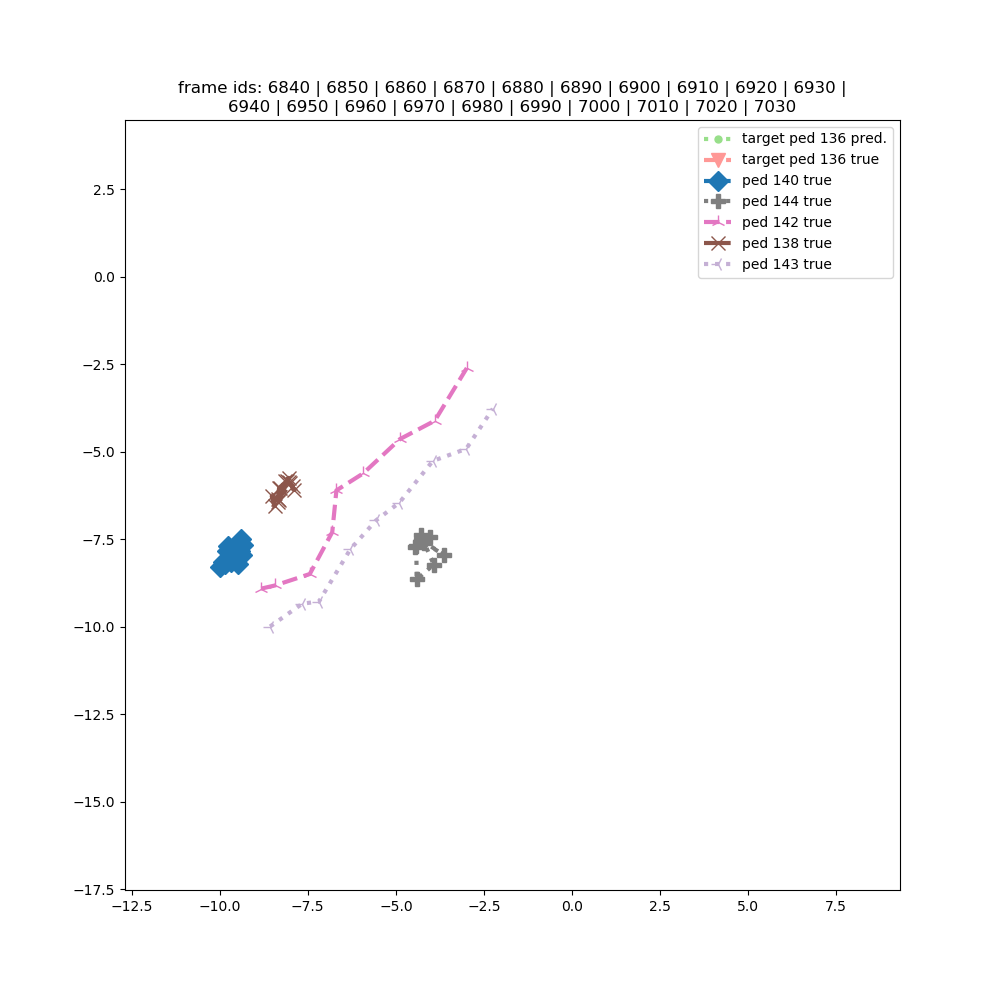 frame ids: 6840 | 6850 | 6860 | 6870 | 6880 | 6890 | 6900 | 6910 | 6920 | 6930 |
6940 | 6950 | 6960 | 6970 | 6980 | 6990 | 7000 | 7010 | 7020 | 7030
target ped 136 pred.
target ped 136 true
ped 140 true
ped 144 true
ped 142 true
ped 138 true
ped 143 true
2.5
0.0
−2.5
−5.0
−7.5
−10.0
−12.5
−15.0
−17.5
−12.5 −10.0 −7.5 −5.0 −2.5 0.0 2.5 5.0 7.5